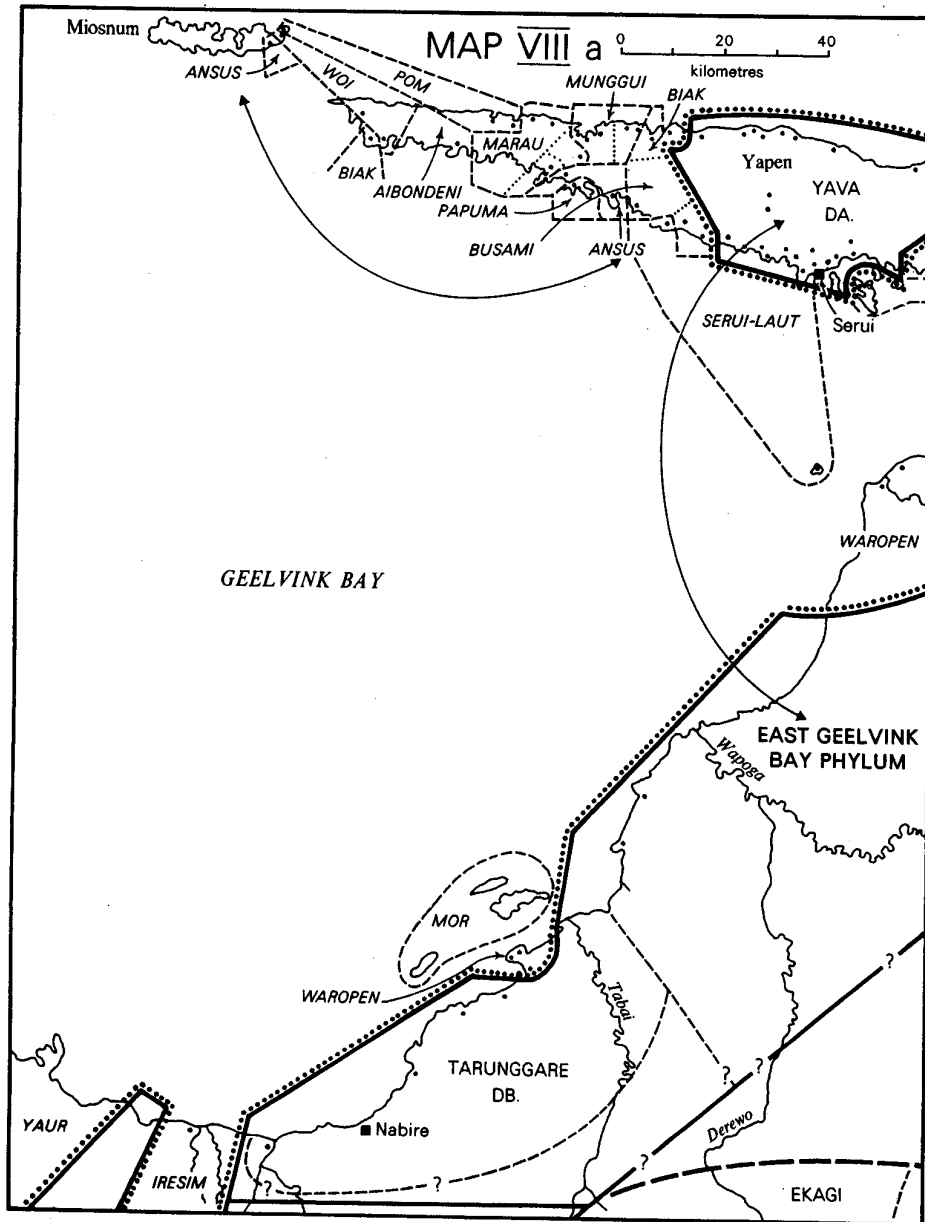 Miosnum
MAP VIII a
0 20 40
kilometres
ANSUS
WOI
POM
MUNGGUI
BIAK
MARAU
Yapen
YAVA
DA.
BIAK
AIBONDENI
PAPUMA
BUSAMI
ANSUS
SERUI-LAUT
Serui
WAROPEN
GEELVINK BAY
EAST GEELVINK
BAY PHYLUM
Wapoga
MOR
WAROPEN
Tabai
?
?
TARUNGGARE
DB.
?
?
Derewo
YAUR
Nabire
IRESIM
?
?
?
EKAGI
?